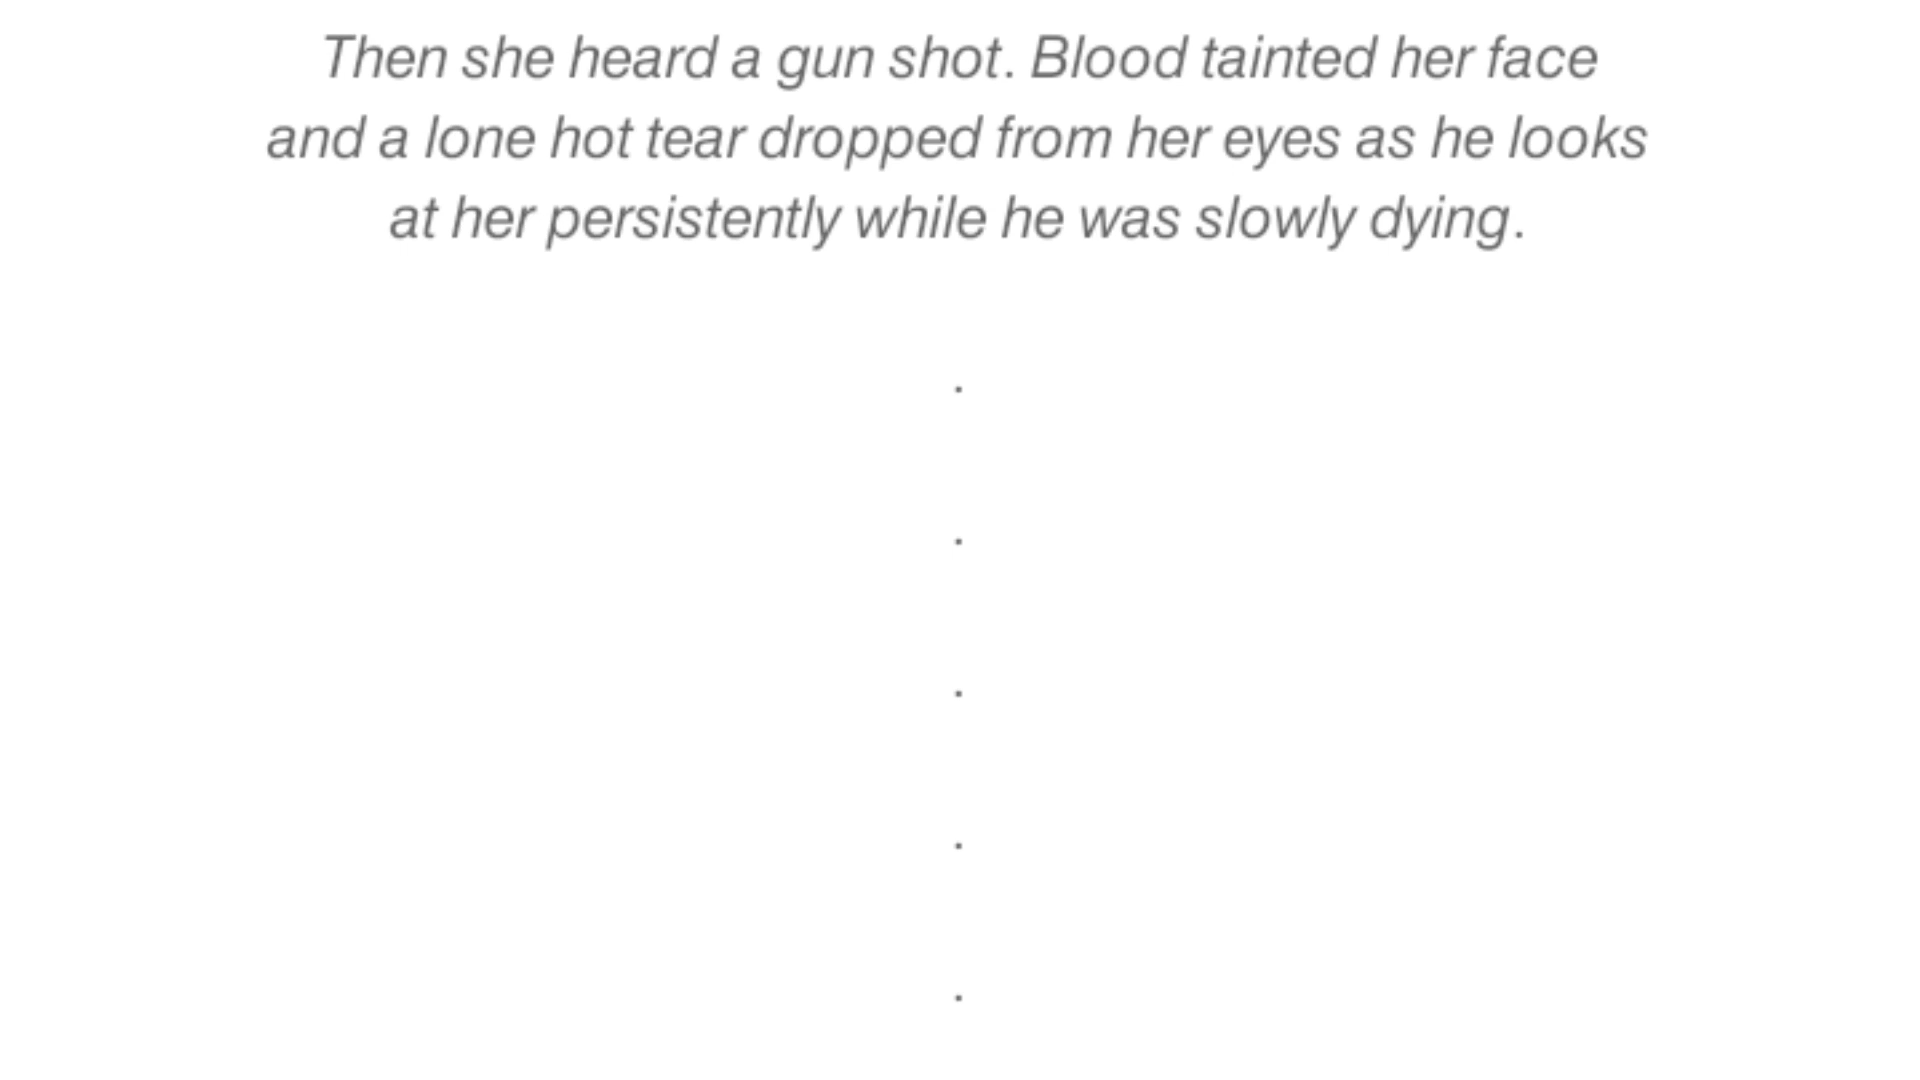 Then she heard a gun shot. Blood tainted her face
and a lone hot tear dropped from her eyes as he looks
at her persistently while he was slowly dying.
.
.
.
.
.